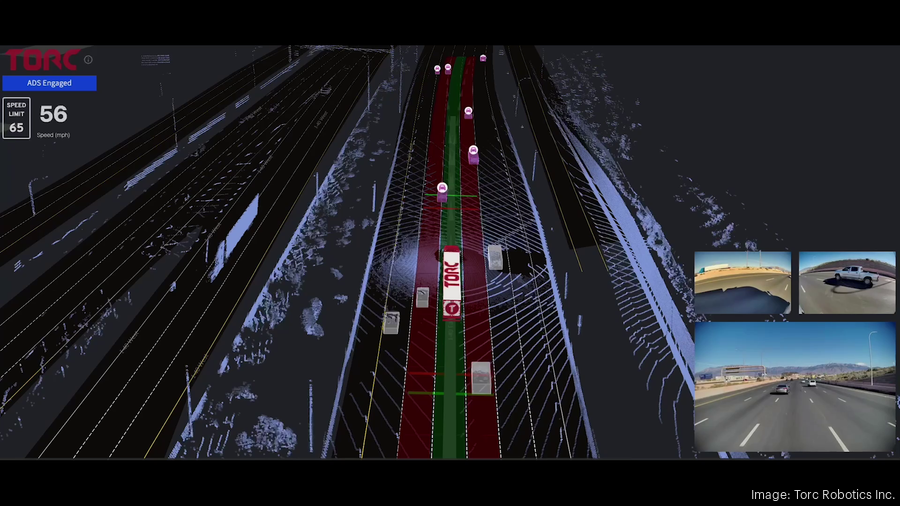 TORC
ADS Engaged
SPEED
LIMIT
65
56
Speed (mph)
TORC
Image: Torc Robotics Inc.